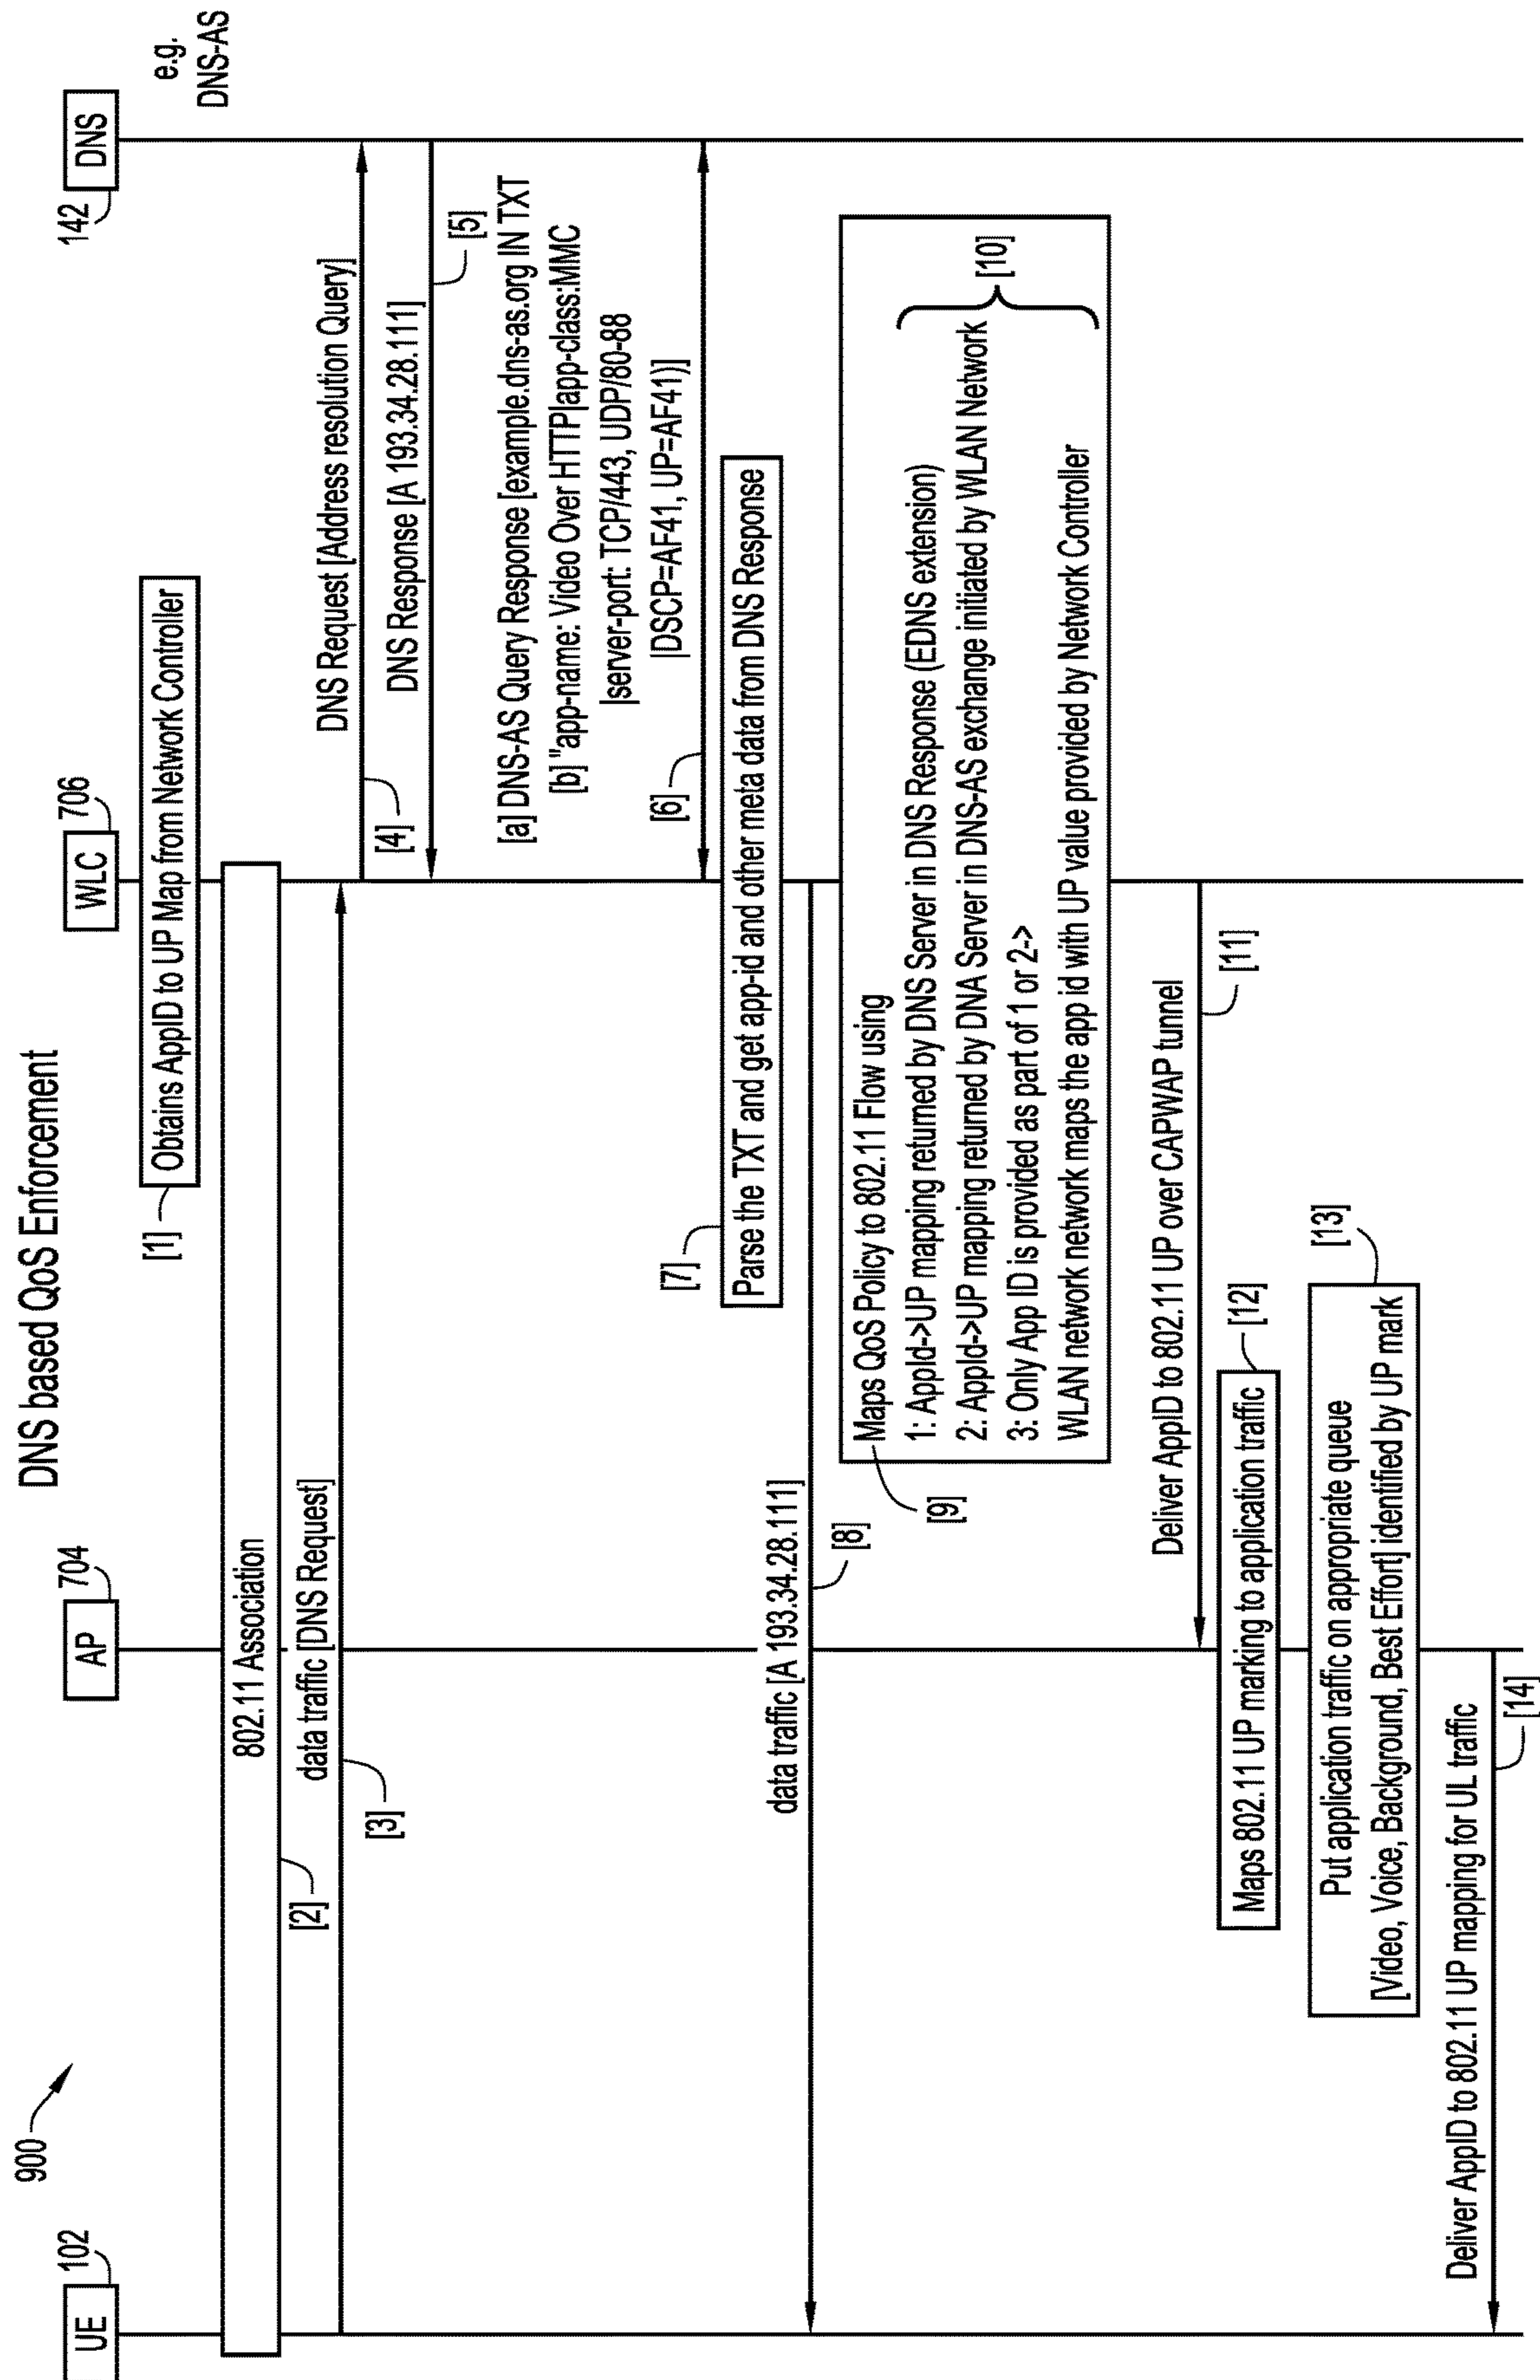 DNS based QoS Enforcement
900
UE
102
AP
704
WLC
706
142
DNS
e.g.
DNS-AS
[1]
Obtains AppID to UP Map from Network Controller
802.11 Association
[2]
data traffic [DNS Request]
[3]
DNS Request [Address resolution Query]
[4]
DNS Response [A 193.34.28.111]
[5]
[a] DNS-AS Query Response [example.dns-as.org IN TXT
[b] "app-name: Video Over HTTP|app-class:MMC
|server-port: TCP/443, UDP/80-88
|DSCP=AF41, UP=AF41)]
[6]
[7]
Parse the TXT and get app-id and other meta data from DNS Response
data traffic [A 193.34.28.111]
[8]
Maps QoS Policy to 802.11 Flow using
1: AppId->UP mapping returned by DNS Server in DNS Response (EDNS extension)
2: AppId->UP mapping returned by DNA Server in DNS-AS exchange initiated by WLAN Network
3: Only App ID is provided as part of 1 or 2->
WLAN network network maps the app id with UP value provided by Network Controller
[9]
[10]
Deliver AppID to 802.11 UP over CAPWAP tunnel
[11]
Maps 802.11 UP marking to application traffic
[12]
Put application traffic on appropriate queue
[Video, Voice, Background, Best Effort] identified by UP mark
[13]
Deliver AppID to 802.11 UP mapping for UL traffic
[14]